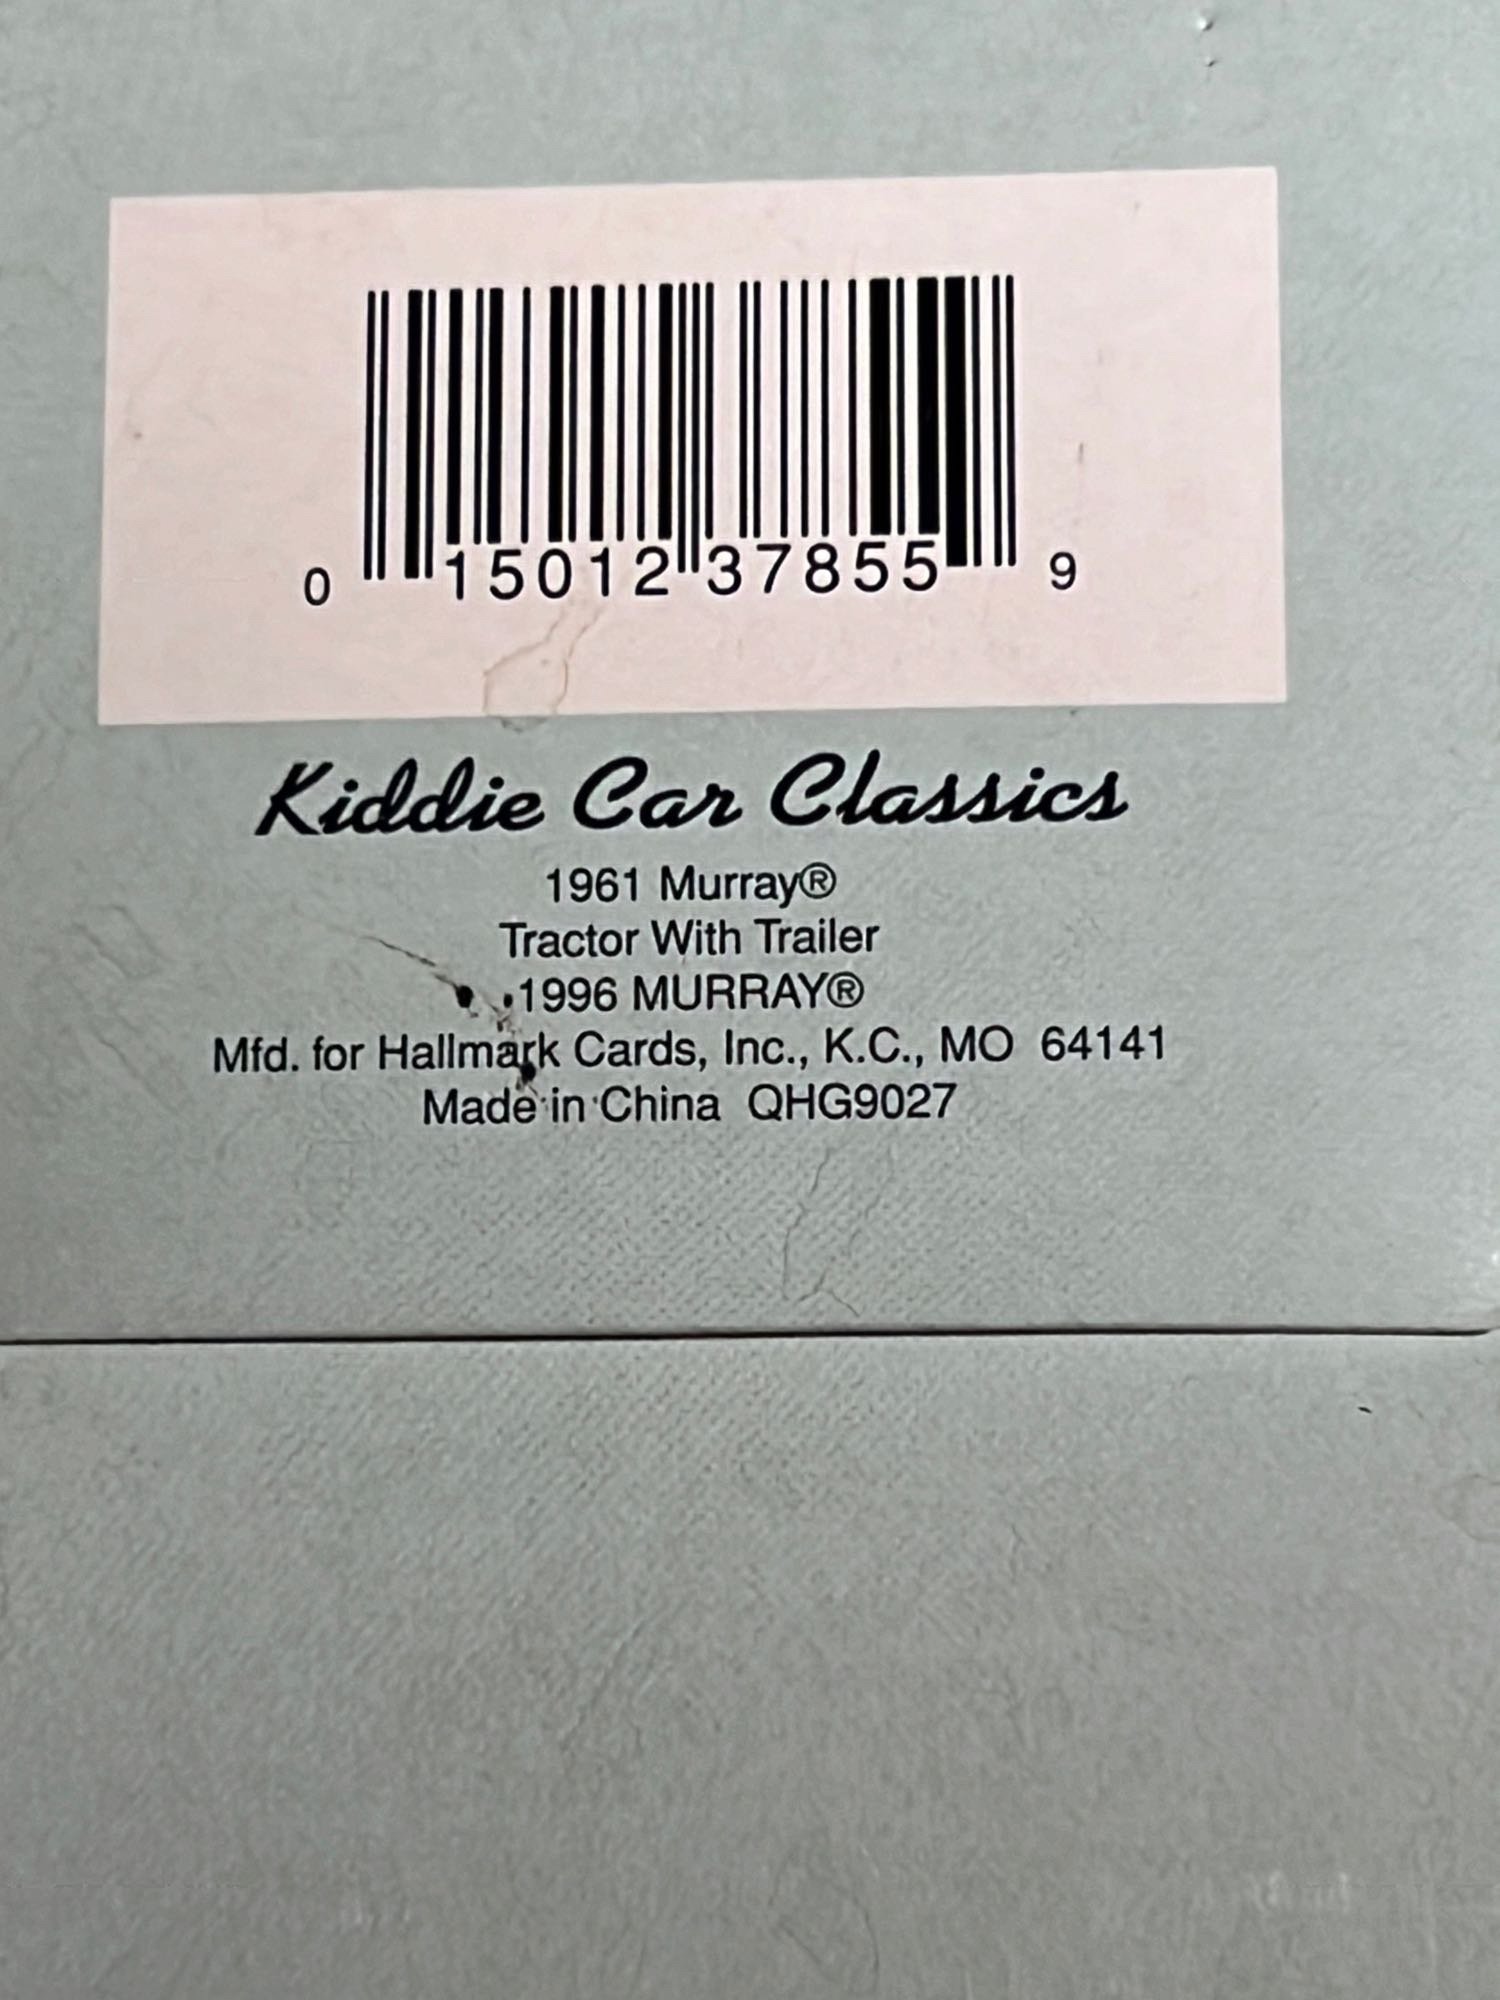 0 15012 37855 9
Kiddie Car Classics
1961 Murray®
Tractor With Trailer
1996 MURRAY®
Mfd. for Hallmark Cards, Inc., K.C., MO 64141
Made in China QHG9027